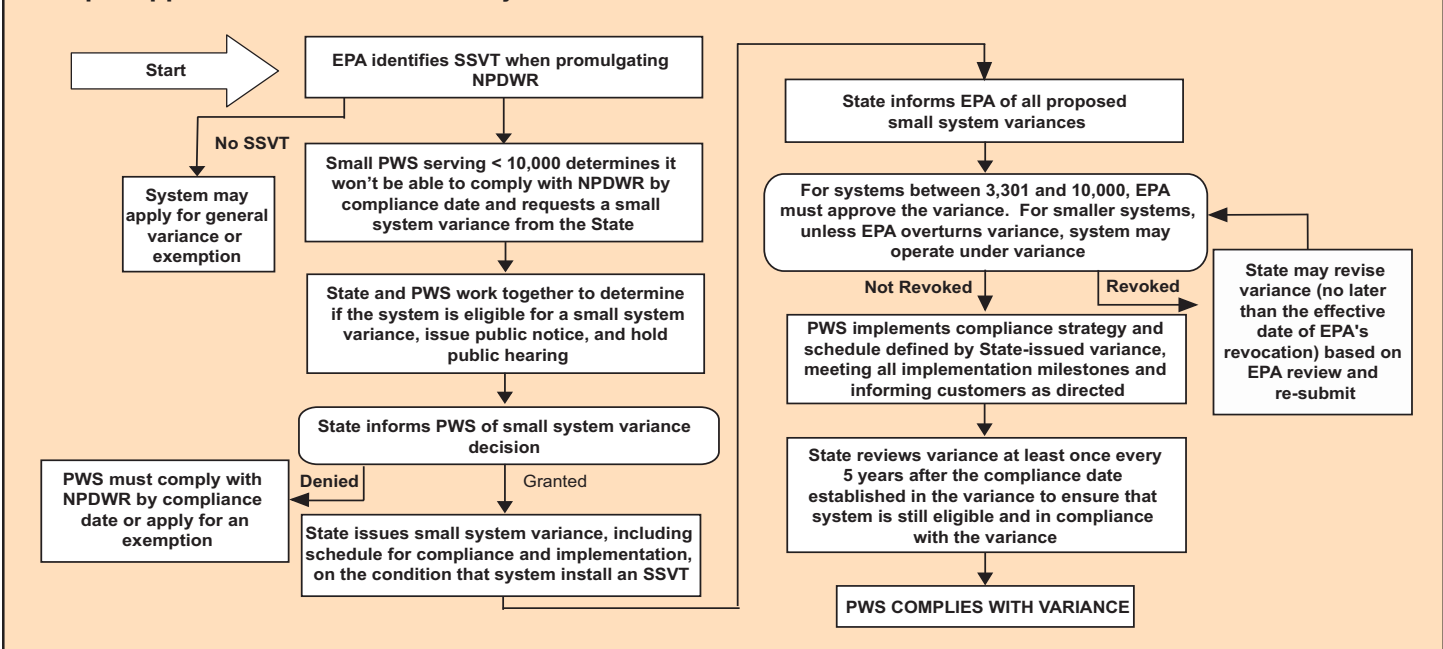 Start
EPA identifies SSVT when promulgating
NPDWR
No SSVT
System may
apply for general
variance or
exemption
Small PWS serving < 10,000 determines it
won't be able to comply with NPDWR by
compliance date and requests a small
system variance from the State
State and PWS work together to determine
if the system is eligible for a small system
variance, issue public notice, and hold
public hearing
State informs PWS of small system variance
decision
Denied
PWS must comply with
NPDWR by compliance
date or apply for an
exemption
Granted
State issues small system variance, including
schedule for compliance and implementation,
on the condition that system install an SSVT
State informs EPA of all proposed
small system variances
For systems between 3,301 and 10,000, EPA
must approve the variance.  For smaller systems,
unless EPA overturns variance, system may
operate under variance
Not Revoked
Revoked
State may revise
variance (no later
than the effective
date of EPA's
revocation) based on
EPA review and
re-submit
PWS implements compliance strategy and
schedule defined by State-issued variance,
meeting all implementation milestones and
informing customers as directed
State reviews variance at least once every
5 years after the compliance date
established in the variance to ensure that
system is still eligible and in compliance
with the variance
PWS COMPLIES WITH VARIANCE